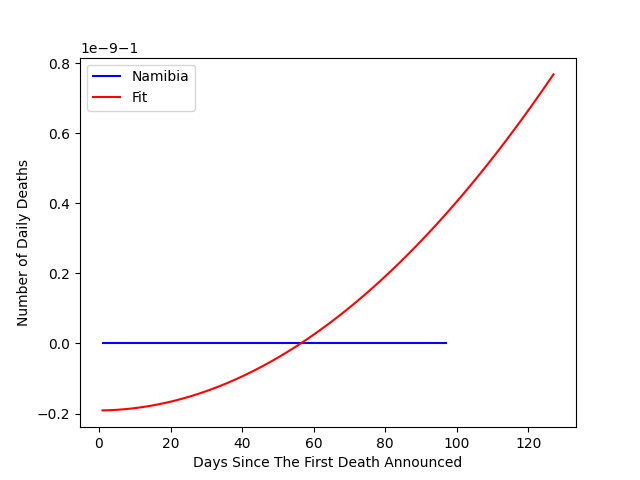 1e−9−1
0.8
0.6
0.4
0.2
0.0
−0.2
Number of Daily Deaths
Namibia
Fit
0 20 40 60 80 100 120
Days Since The First Death Announced